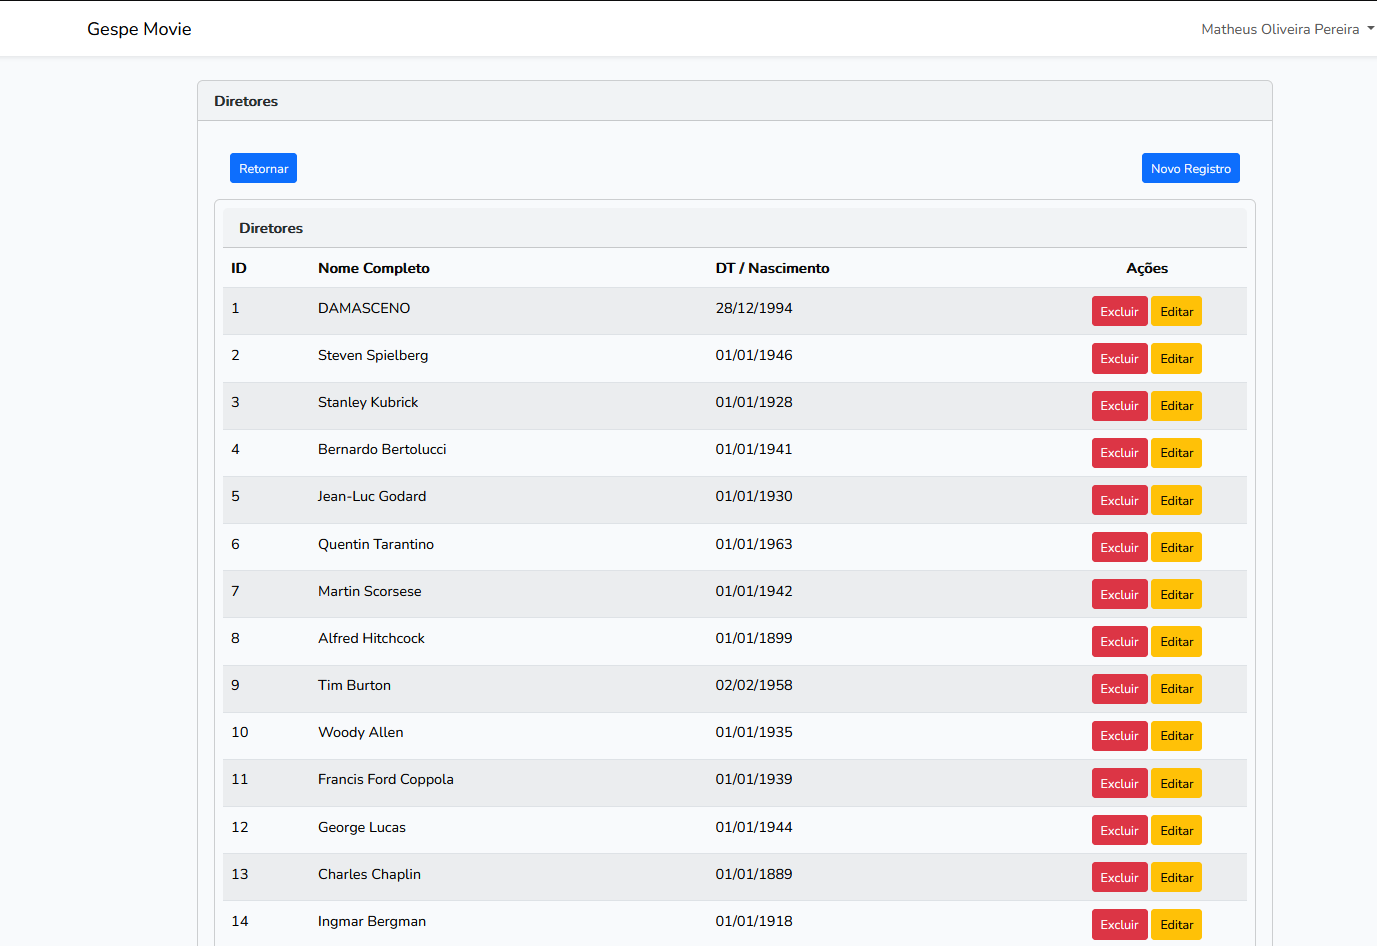 Gespe Movie Matheus Oliveira Pereira
Diretores
Retornar Novo Registro
Diretores
ID Nome Completo DT / Nascimento Ações
1 DAMASCENO 28/12/1994 Excluir Editar
2 Steven Spielberg 01/01/1946 Excluir Editar
3 Stanley Kubrick 01/01/1928 Excluir Editar
4 Bernardo Bertolucci 01/01/1941 Excluir Editar
5 Jean-Luc Godard 01/01/1930 Excluir Editar
6 Quentin Tarantino 01/01/1963 Excluir Editar
7 Martin Scorsese 01/01/1942 Excluir Editar
8 Alfred Hitchcock 01/01/1899 Excluir Editar
9 Tim Burton 02/02/1958 Excluir Editar
10 Woody Allen 01/01/1935 Excluir Editar
11 Francis Ford Coppola 01/01/1939 Excluir Editar
12 George Lucas 01/01/1944 Excluir Editar
13 Charles Chaplin 01/01/1889 Excluir Editar
14 Ingmar Bergman 01/01/1918 Excluir Editar